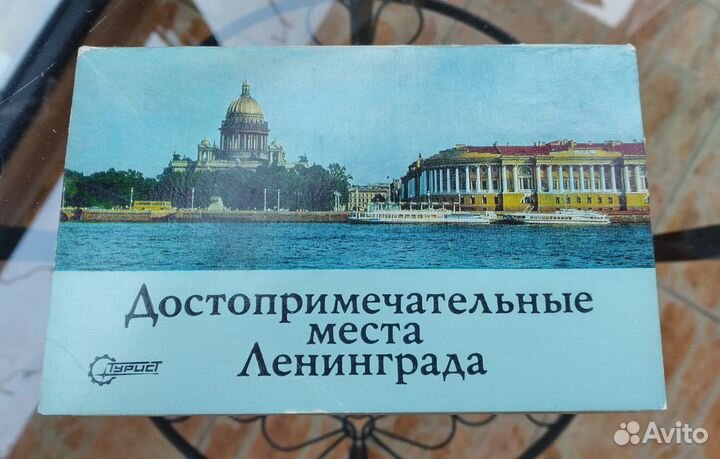 Достопримечательные
места
Ленинграда
ТУРИСТ
Avito